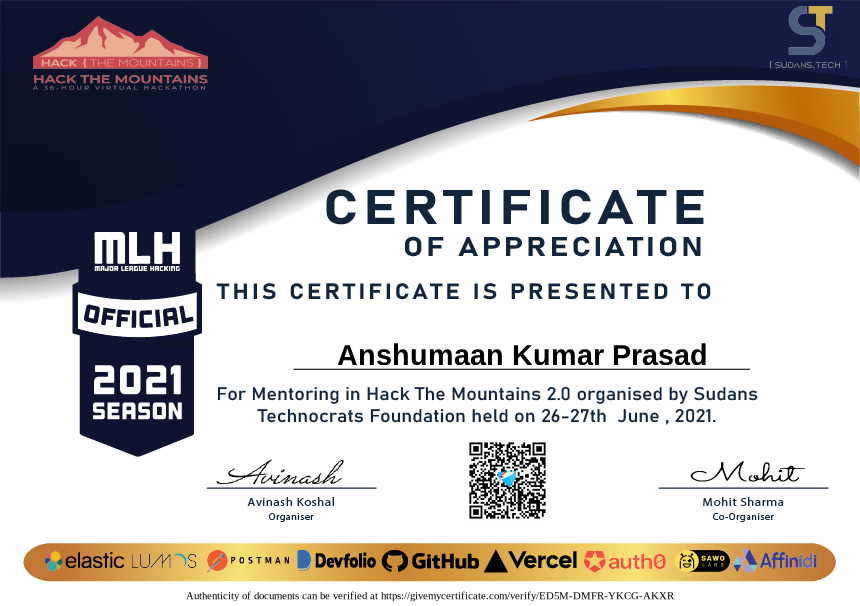 HACK {THE MOUNTAINS}
HACK THE MOUNTAINS
A 36-HOUR VIRTUAL HACKATHON
ST
[ SUDANS.TECH ]
CERTIFICATE
OF APPRECIATION
THIS CERTIFICATE IS PRESENTED TO
MLH
MAJOR LEAGUE HACKING
OFFICIAL
2021
SEASON
Anshumaan Kumar Prasad
For Mentoring in Hack The Mountains 2.0 organised by Sudans
Technocrats Foundation held on 26-27th June , 2021.
Avinash
Mohit
Avinash Koshal
Organiser
Mohit Sharma
Co-Organiser
elastic LUMOS POSTMAN Devfolio GitHub Vercel auth0 SAWO LABS Affinidi
Authenticity of documents can be verified at https://givemycertificate.com/verify/ED5M-DMFR-YKCG-AKXR